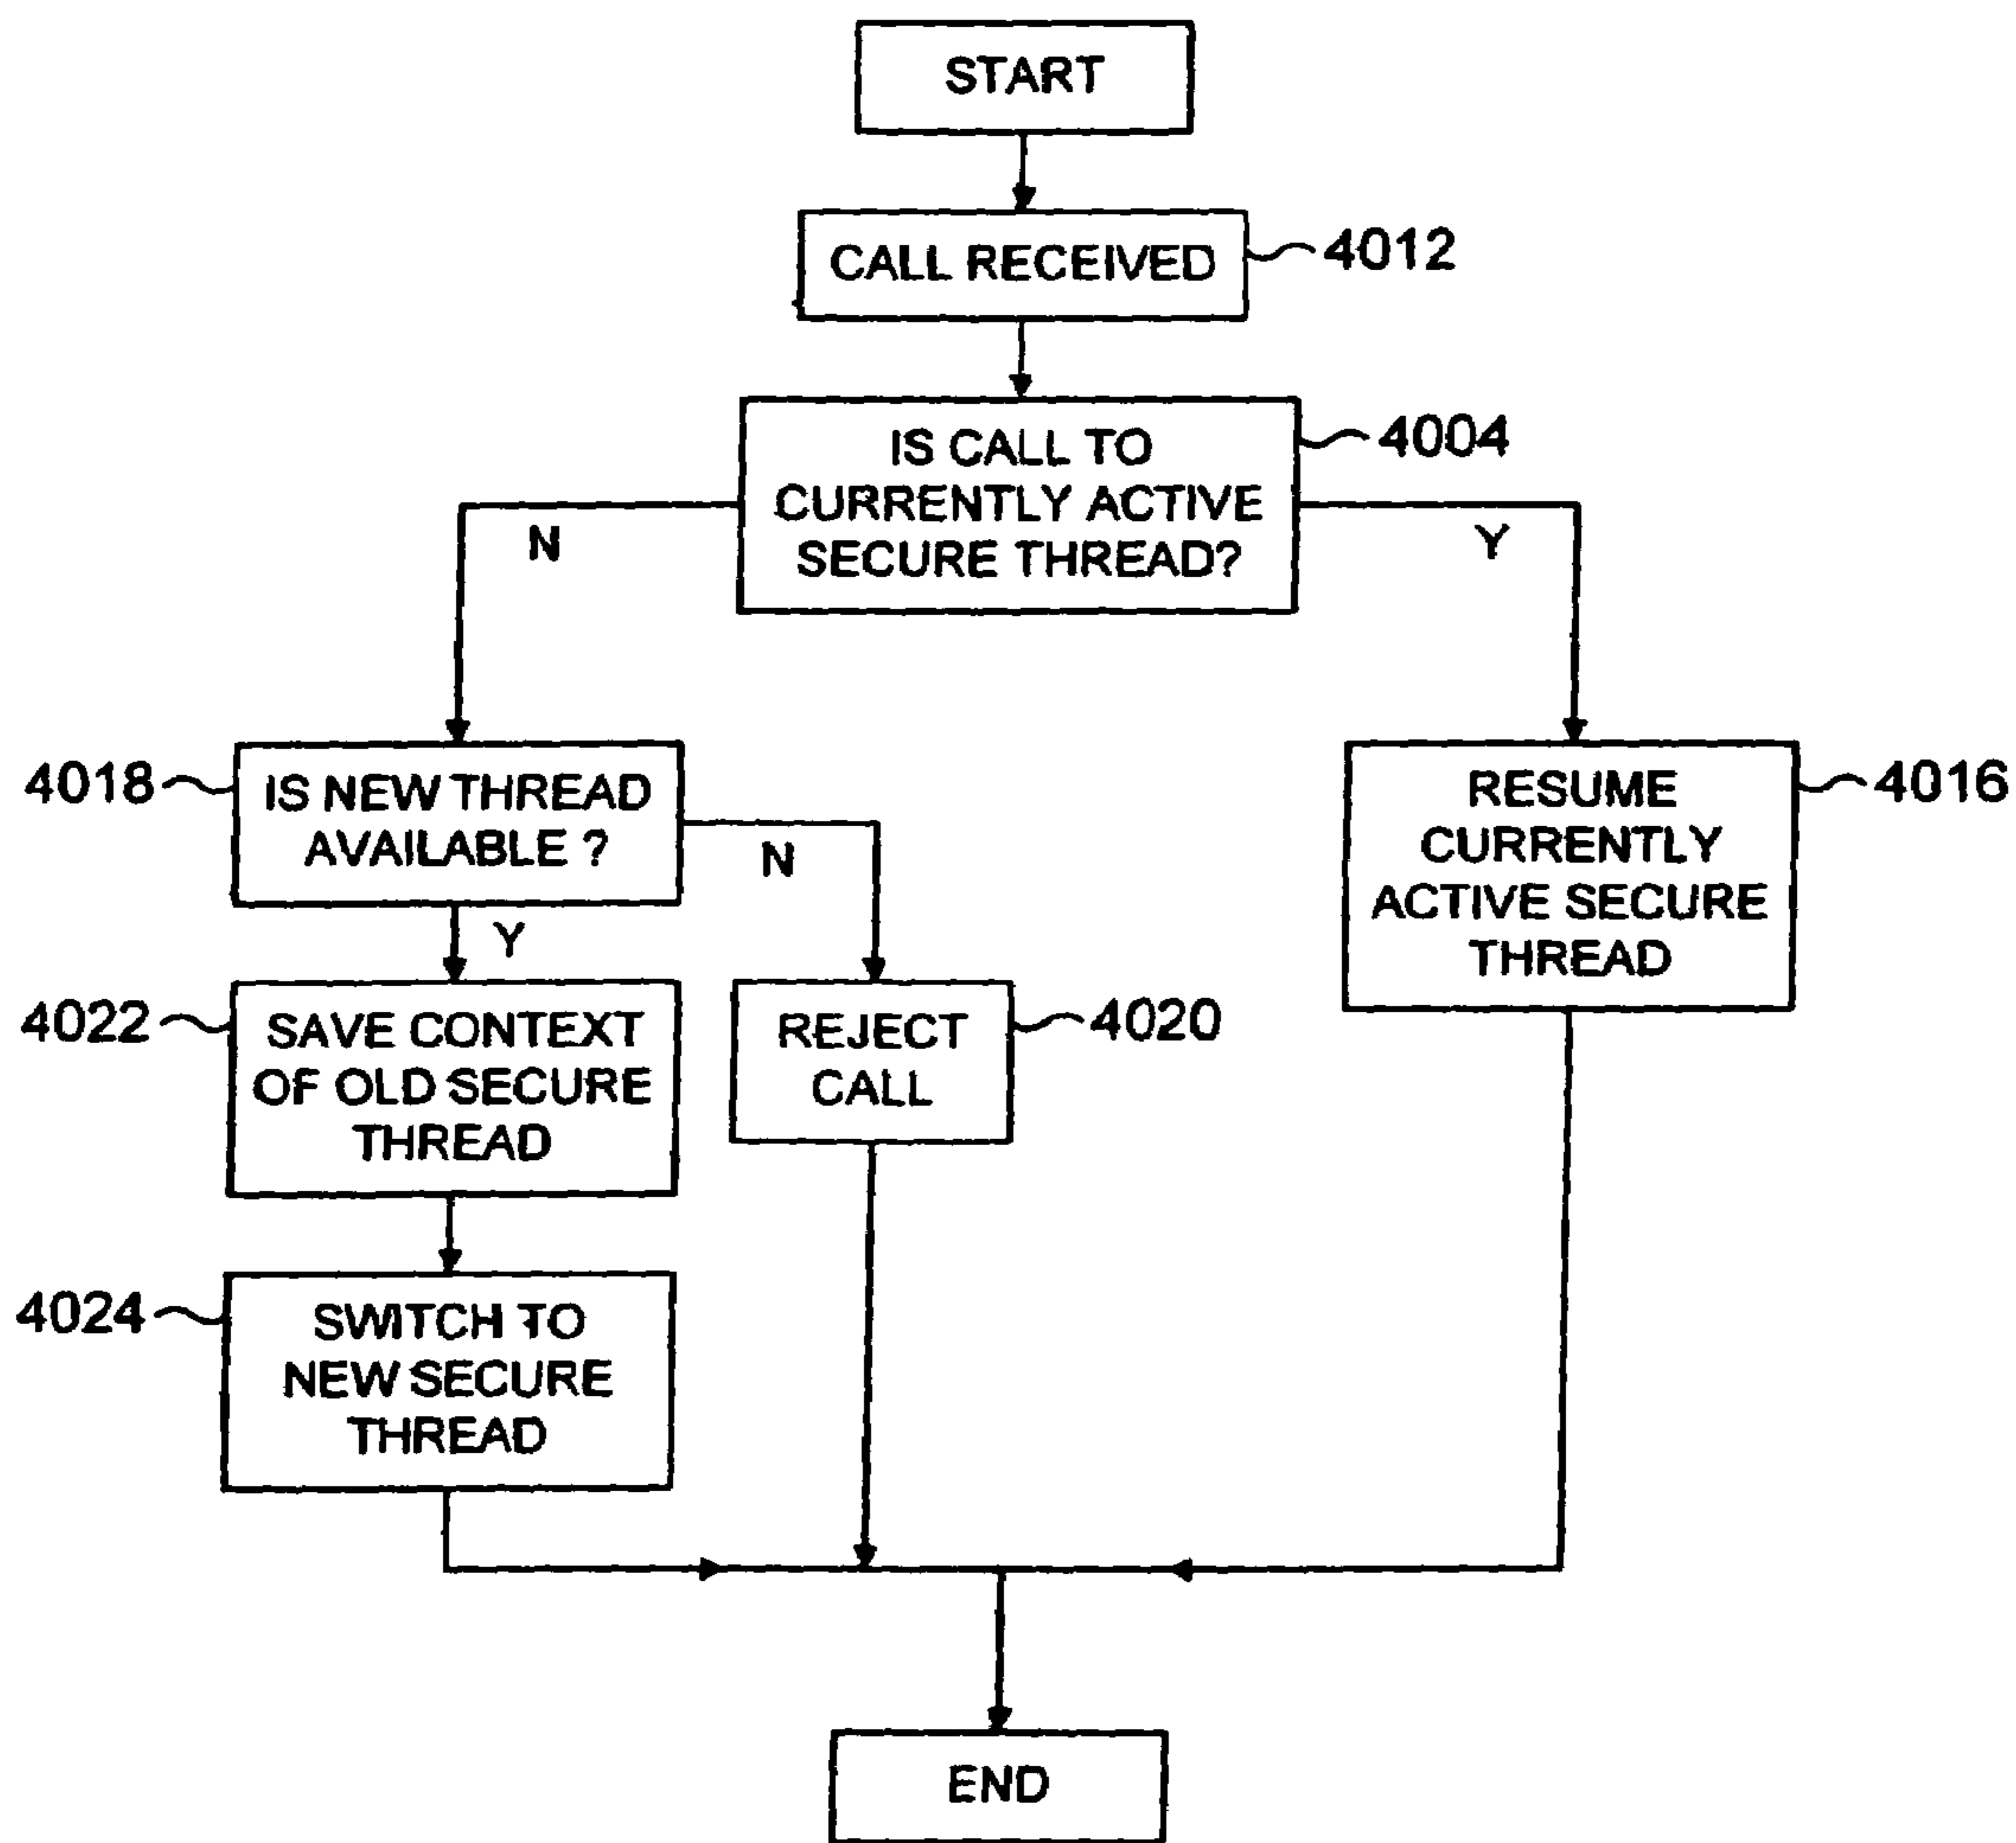 START
CALL RECEIVED
4012
IS CALL TO
CURRENTLY ACTIVE
SECURE THREAD?
4004
N
Y
4018
IS NEW THREAD
AVAILABLE ?
N
Y
RESUME
CURRENTLY
ACTIVE SECURE
THREAD
4016
4022
SAVE CONTEXT
OF OLD SECURE
THREAD
REJECT
CALL
4020
4024
SWITCH TO
NEW SECURE
THREAD
END